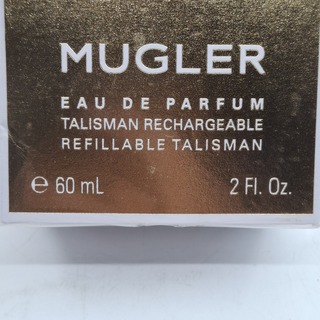 MUGLER
EAU DE PARFUM
TALISMAN RECHARGEABLE
REFILLABLE TALISMAN
℮ 60 mL 2 Fl. Oz.